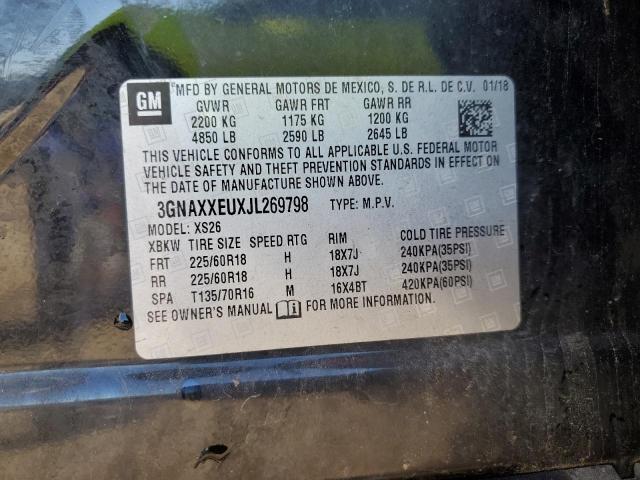 GM
MFD BY GENERAL MOTORS DE MEXICO, S. DE R.L. DE C.V. 01/18
GVWR GAWR FRT GAWR RR
2200 KG 1175 KG 1200 KG
4850 LB 2590 LB 2645 LB
THIS VEHICLE CONFORMS TO ALL APPLICABLE U.S. FEDERAL MOTOR
VEHICLE SAFETY AND THEFT PREVENTION STANDARDS IN EFFECT ON
THE DATE OF MANUFACTURE SHOWN ABOVE.
3GNAXXEUXJL269798 TYPE: M.P.V.
MODEL: XS26
XBKW TIRE SIZE SPEED RTG RIM COLD TIRE PRESSURE
FRT 225/60R18 H 18X7J 240KPA(35PSI)
RR 225/60R18 H 18X7J 240KPA(35PSI)
SPA T135/70R16 M 16X4BT 420KPA(60PSI)
SEE OWNER'S MANUAL FOR MORE INFORMATION.